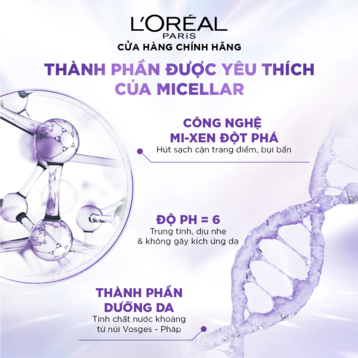 L'ORÉAL
PARIS
CỬA HÀNG CHÍNH HÃNG
THÀNH PHẦN ĐƯỢC YÊU THÍCH
CỦA MICELLAR
CÔNG NGHỆ
MI-XEN ĐỘT PHÁ
Hút sạch cặn trang điểm, bụi bẩn
ĐỘ PH = 6
Trung tính, dịu nhẹ
& không gây kích ứng da
THÀNH PHẦN
DƯỠNG DA
Tinh chất nước khoáng
từ núi Vosges - Pháp